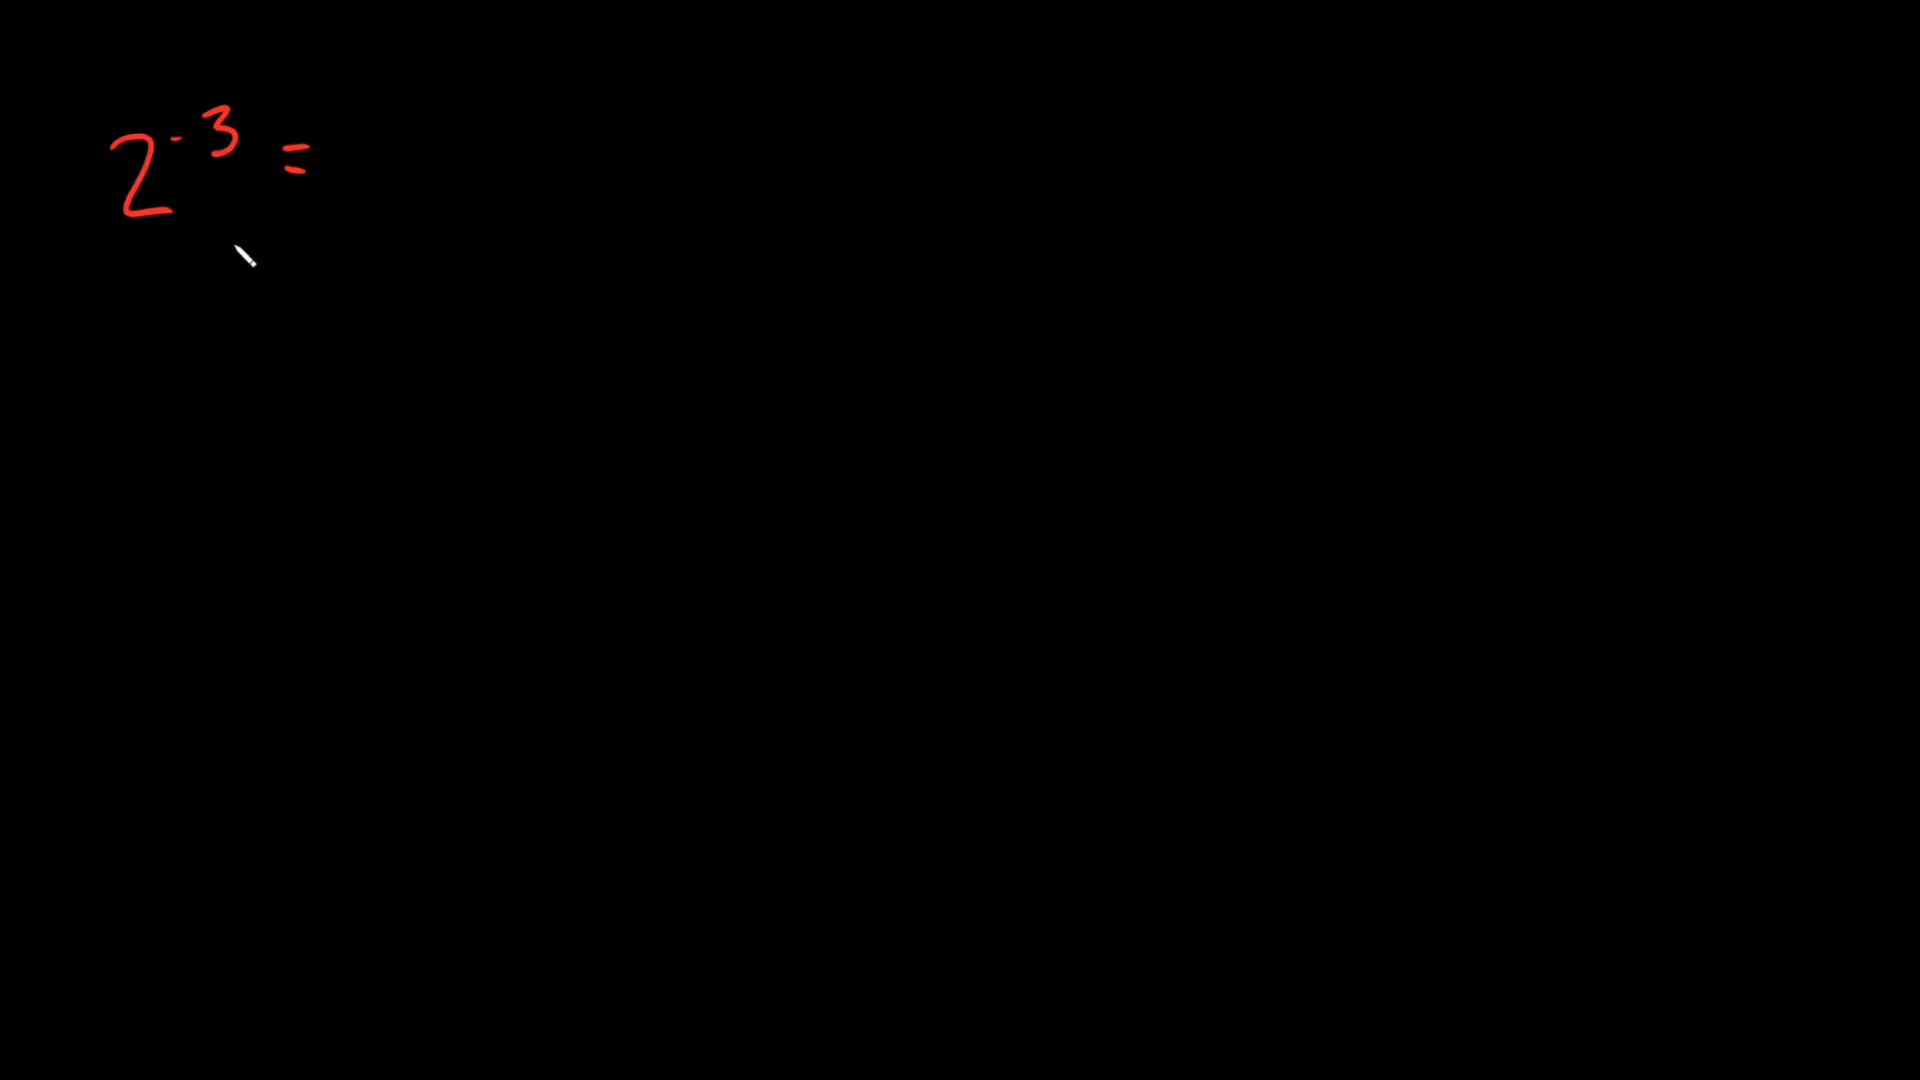 2⁻³ =